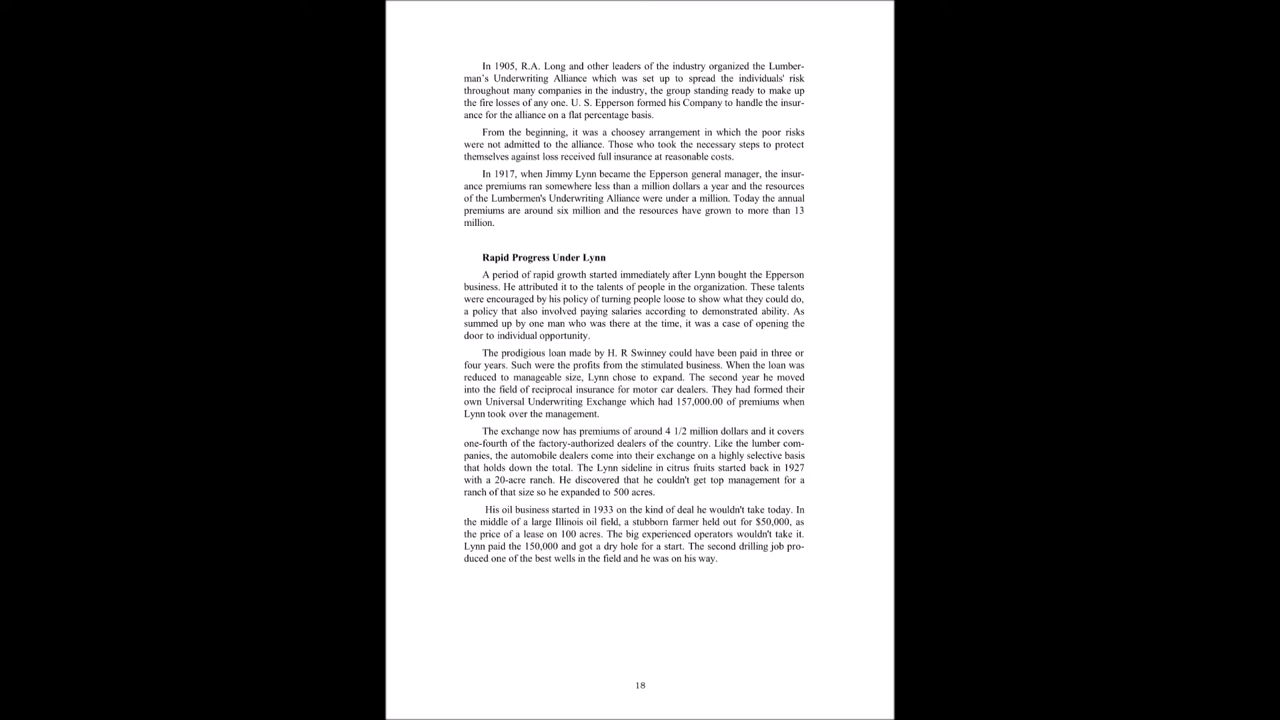 In 1905, R.A. Long and other leaders of the industry organized the Lumber-
man's Underwriting Alliance which was set up to spread the individuals' risk
throughout many companies in the industry, the group standing ready to make up
the fire losses of any one. U. S. Epperson formed his Company to handle the insur-
ance for the alliance on a flat percentage basis.
From the beginning, it was a choosey arrangement in which the poor risks
were not admitted to the alliance. Those who took the necessary steps to protect
themselves against loss received full insurance at reasonable costs.
In 1917, when Jimmy Lynn became the Epperson general manager, the insur-
ance premiums ran somewhere less than a million dollars a year and the resources
of the Lumbermen's Underwriting Alliance were under a million. Today the annual
premiums are around six million and the resources have grown to more than 13
million.
Rapid Progress Under Lynn
A period of rapid growth started immediately after Lynn bought the Epperson
business. He attributed it to the talents of people in the organization. These talents
were encouraged by his policy of turning people loose to show what they could do,
a policy that also involved paying salaries according to demonstrated ability. As
summed up by one man who was there at the time, it was a case of opening the
door to individual opportunity.
The prodigious loan made by H. R Swinney could have been paid in three or
four years. Such were the profits from the stimulated business. When the loan was
reduced to manageable size, Lynn chose to expand. The second year he moved
into the field of reciprocal insurance for motor car dealers. They had formed their
own Universal Underwriting Exchange which had 157,000.00 of premiums when
Lynn took over the management.
The exchange now has premiums of around 4 1/2 million dollars and it covers
one-fourth of the factory-authorized dealers of the country. Like the lumber com-
panies, the automobile dealers come into their exchange on a highly selective basis
that holds down the total. The Lynn sideline in citrus fruits started back in 1927
with a 20-acre ranch. He discovered that he couldn't get top management for a
ranch of that size so he expanded to 500 acres.
His oil business started in 1933 on the kind of deal he wouldn't take today. In
the middle of a large Illinois oil field, a stubborn farmer held out for $50,000, as
the price of a lease on 100 acres. The big experienced operators wouldn't take it.
Lynn paid the 150,000 and got a dry hole for a start. The second drilling job pro-
duced one of the best wells in the field and he was on his way.
18